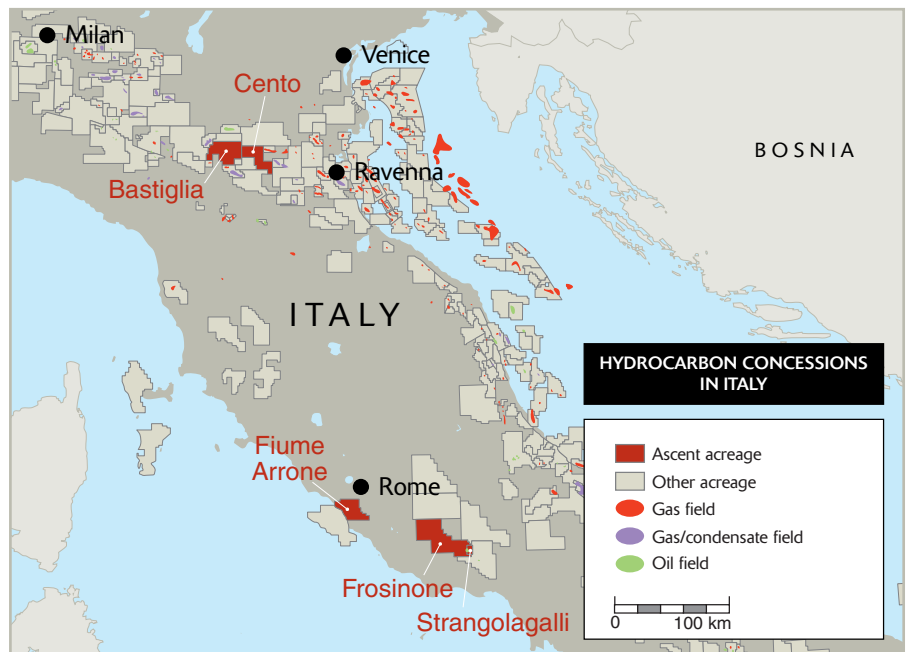 Milan
Venice
Cento
BOSNIA
Bastiglia
Ravenna
ITALY
HYDROCARBON CONCESSIONS
IN ITALY
Fiume
Arrone
Rome
Frosinone
Strangolagalli
Ascent acreage
Other acreage
Gas field
Gas/condensate field
Oil field
0 100 km